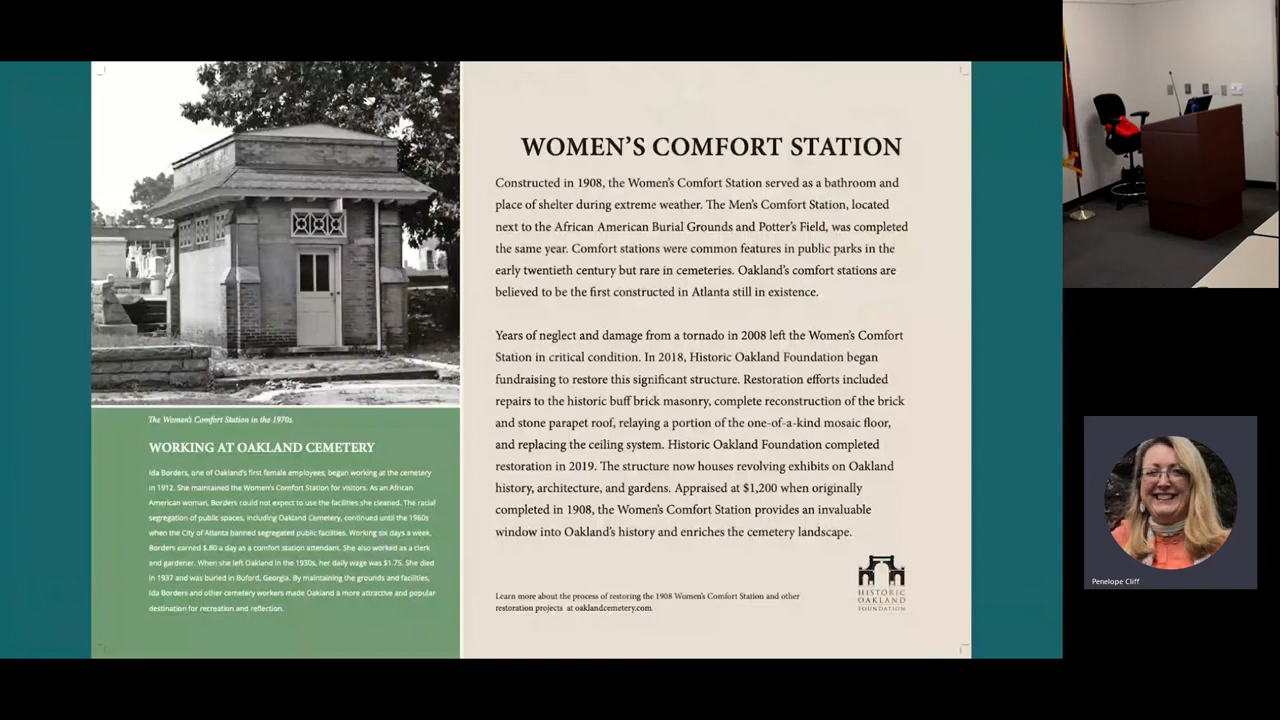 The Women's Comfort Station in the 1970s.
WORKING AT OAKLAND CEMETERY
Ida Borders, one of Oakland's first female employees, began working at the cemetery
in 1912. She maintained the Women's Comfort Station for visitors. As an African
American woman, Borders could not expect to use the facilities she cleaned. The racial
segregation of public spaces, including Oakland Cemetery, continued until the 1960s
when the City of Atlanta banned segregated public facilities. Working six days a week,
Borders earned $.80 a day as a comfort station attendant. She also worked as a clerk
and gardener. When she left Oakland in the 1930s, her daily wage was $1.75. She died
in 1937 and was buried in Buford, Georgia. By maintaining the grounds and facilities,
Ida Borders and other cemetery workers made Oakland a more attractive and popular
destination for recreation and reflection.
WOMEN'S COMFORT STATION
Constructed in 1908, the Women's Comfort Station served as a bathroom and
place of shelter during extreme weather. The Men's Comfort Station, located
next to the African American Burial Grounds and Potter's Field, was completed
the same year. Comfort stations were common features in public parks in the
early twentieth century but rare in cemeteries. Oakland's comfort stations are
believed to be the first constructed in Atlanta still in existence.
Years of neglect and damage from a tornado in 2008 left the Women's Comfort
Station in critical condition. In 2018, Historic Oakland Foundation began
fundraising to restore this significant structure. Restoration efforts included
repairs to the historic buff brick masonry, complete reconstruction of the brick
and stone parapet roof, relaying a portion of the one-of-a-kind mosaic floor,
and replacing the ceiling system. Historic Oakland Foundation completed
restoration in 2019. The structure now houses revolving exhibits on Oakland
history, architecture, and gardens. Appraised at $1,200 when originally
completed in 1908, the Women's Comfort Station provides an invaluable
window into Oakland's history and enriches the cemetery landscape.
Learn more about the process of restoring the 1908 Women's Comfort Station and other
restoration projects at oaklandcemetery.com.
HISTORIC
OAKLAND
FOUNDATION
Penelope Cliff